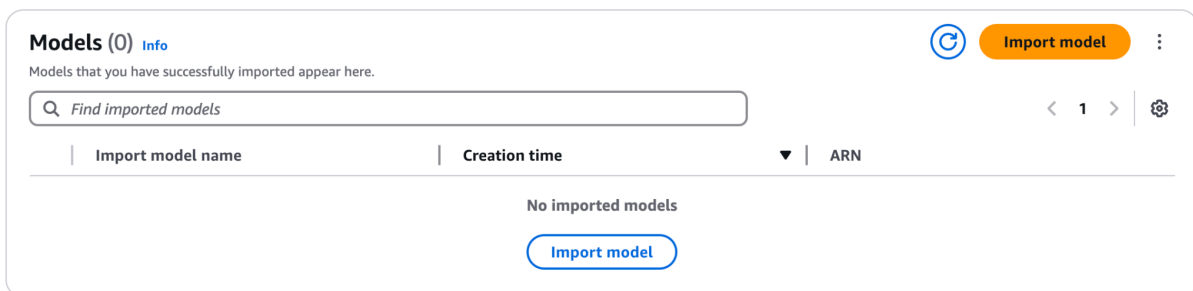 Models (0) Info
Import model
Models that you have successfully imported appear here.
Find imported models
1
Import model name
Creation time
ARN
No imported models
Import model